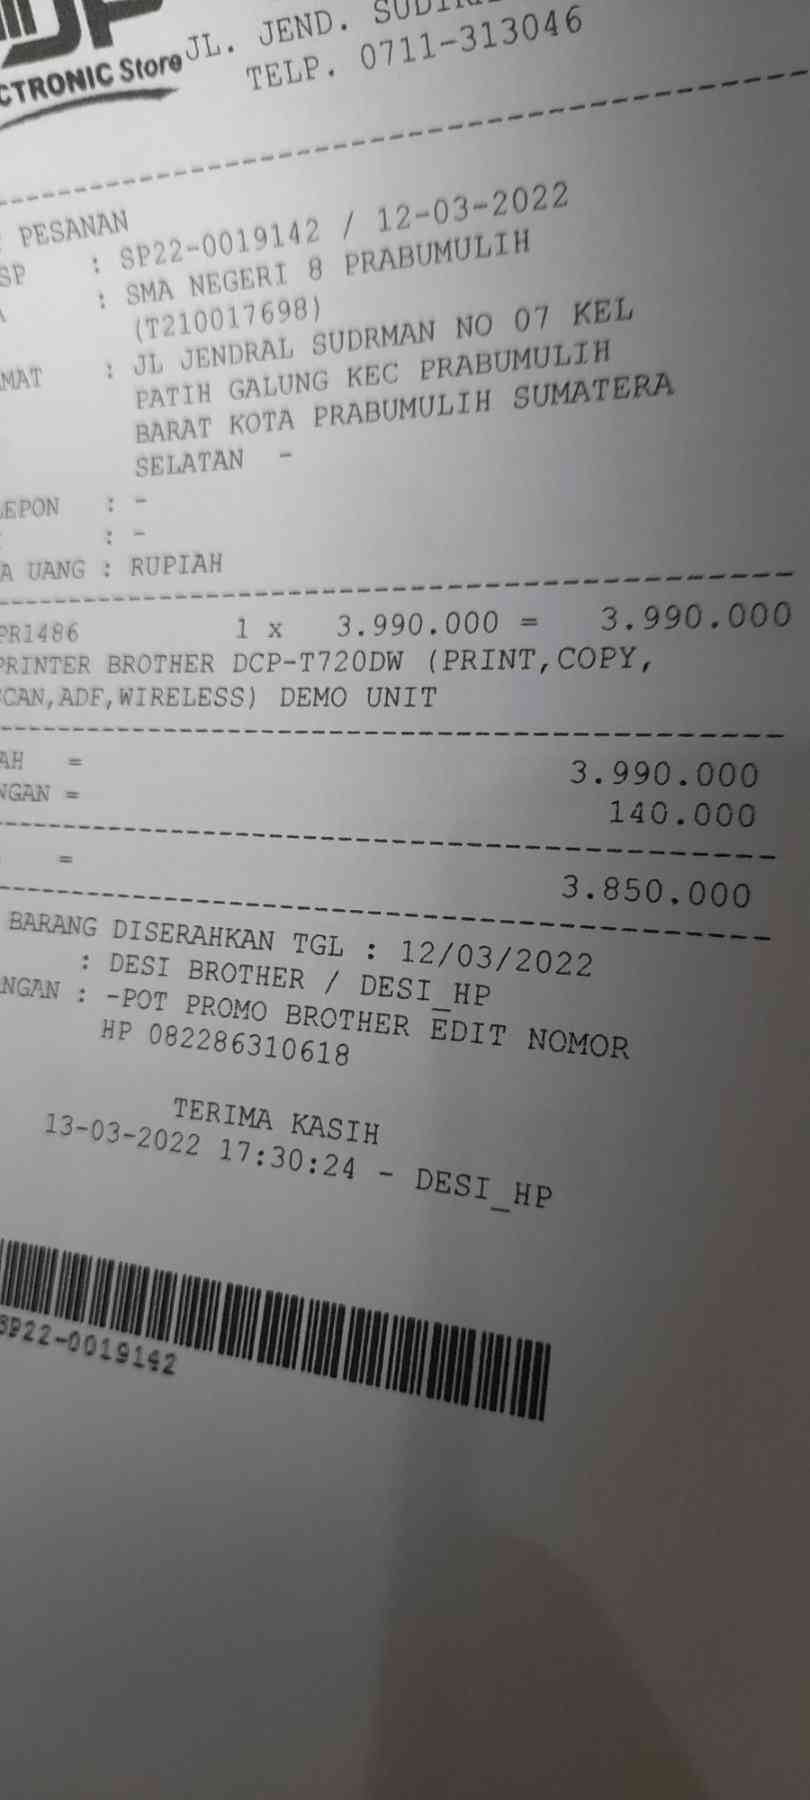 JL. JEND.
CTRONIC Store
TELP. 0711-313046
PESANAN
SP : SP22-0019142 / 12-03-2022
A : SMA NEGERI 8 PRABUMULIH
(T210017698)
MAT : JL JENDRAL SUDRMAN NO 07 KEL
PATIH GALUNG KEC PRABUMULIH
BARAT KOTA PRABUMULIH SUMATERA
SELATAN -
LEPON : -
: -
A UANG : RUPIAH
PR1486 1 x 3.990.000 = 3.990.000
PRINTER BROTHER DCP-T720DW (PRINT,COPY,
CAN,ADF,WIRELESS) DEMO UNIT
AH = 3.990.000
NGAN = 140.000
= 3.850.000
BARANG DISERAHKAN TGL : 12/03/2022
: DESI BROTHER / DESI_HP
NGAN : -POT PROMO BROTHER EDIT NOMOR
HP 082286310618
TERIMA KASIH
13-03-2022 17:30:24 - DESI_HP
SP22-0019142